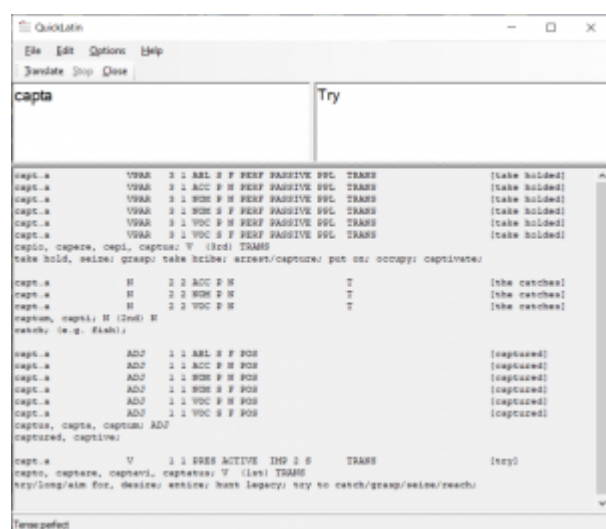 QuickLatin
File Edit Options Help
Translate Stop Close
capta
Try
capt.a VPAR 3 1 ABL S F PERF PASSIVE PPL TRANS [take holded]
capt.a VPAR 3 1 ACC P N PERF PASSIVE PPL TRANS [take holded]
capt.a VPAR 3 1 NOM P N PERF PASSIVE PPL TRANS [take holded]
capt.a VPAR 3 1 NOM S F PERF PASSIVE PPL TRANS [take holded]
capt.a VPAR 3 1 VOC P N PERF PASSIVE PPL TRANS [take holded]
capt.a VPAR 3 1 VOC S F PERF PASSIVE PPL TRANS [take holded]
capio, capere, cepi, captus; V (3rd) TRANS
take hold, seize; grasp; take bribe; arrest/capture; put on; occupy; captivate;
capt.a N 2 2 ACC P N T [the catches]
capt.a N 2 2 NOM P N T [the catches]
capt.a N 2 2 VOC P N T [the catches]
captum, capti; N (2nd) N
catch; (e.g. fish);
capt.a ADJ 1 1 ABL S F POS [captured]
capt.a ADJ 1 1 ACC P N POS [captured]
capt.a ADJ 1 1 NOM P N POS [captured]
capt.a ADJ 1 1 NOM S F POS [captured]
capt.a ADJ 1 1 VOC P N POS [captured]
capt.a ADJ 1 1 VOC S F POS [captured]
captus, capta, captum; ADJ
captured, captive;
capt.a V 1 1 PRES ACTIVE IMP 2 S TRANS [try]
capto, captare, captavi, captatus; V (1st) TRANS
try/long/aim for, desire; entice; hunt legacy; try to catch/grasp/seize/reach;
Tense:perfect